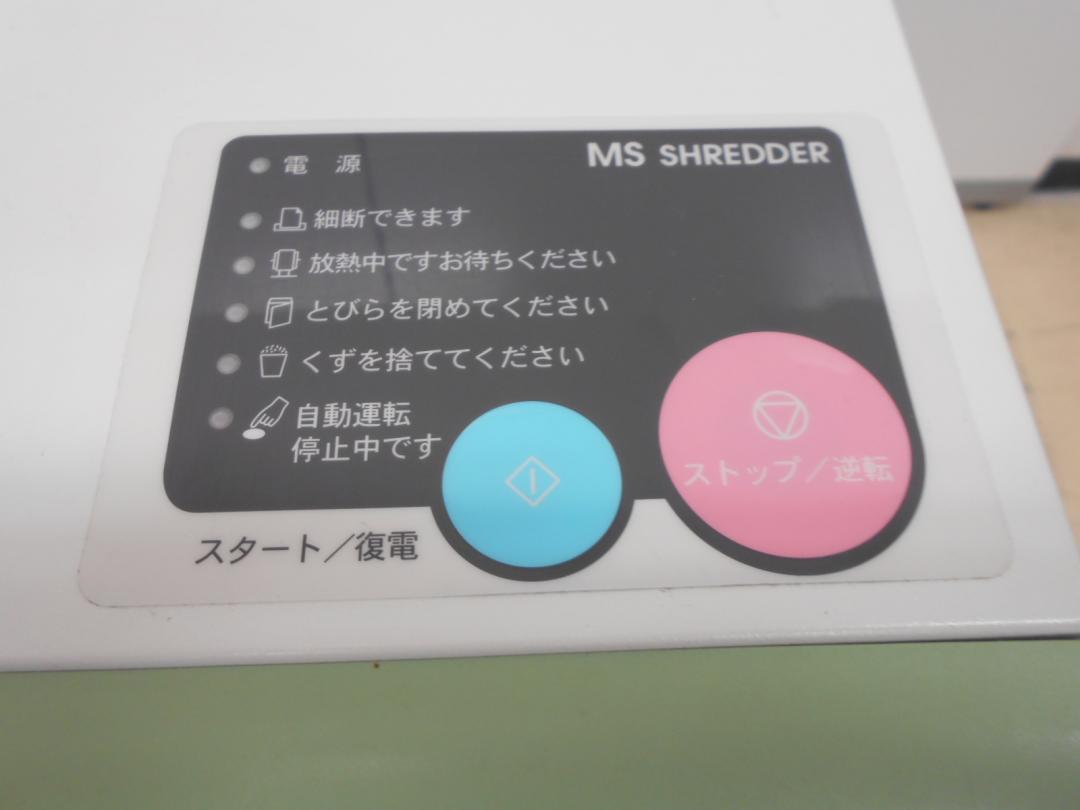 MS SHREDDER
電 源
細断できます
放熱中ですお待ちください
とびらを閉めてください
くずを捨ててください
自動運転
停止中です
ストップ／逆転
スタート／復電